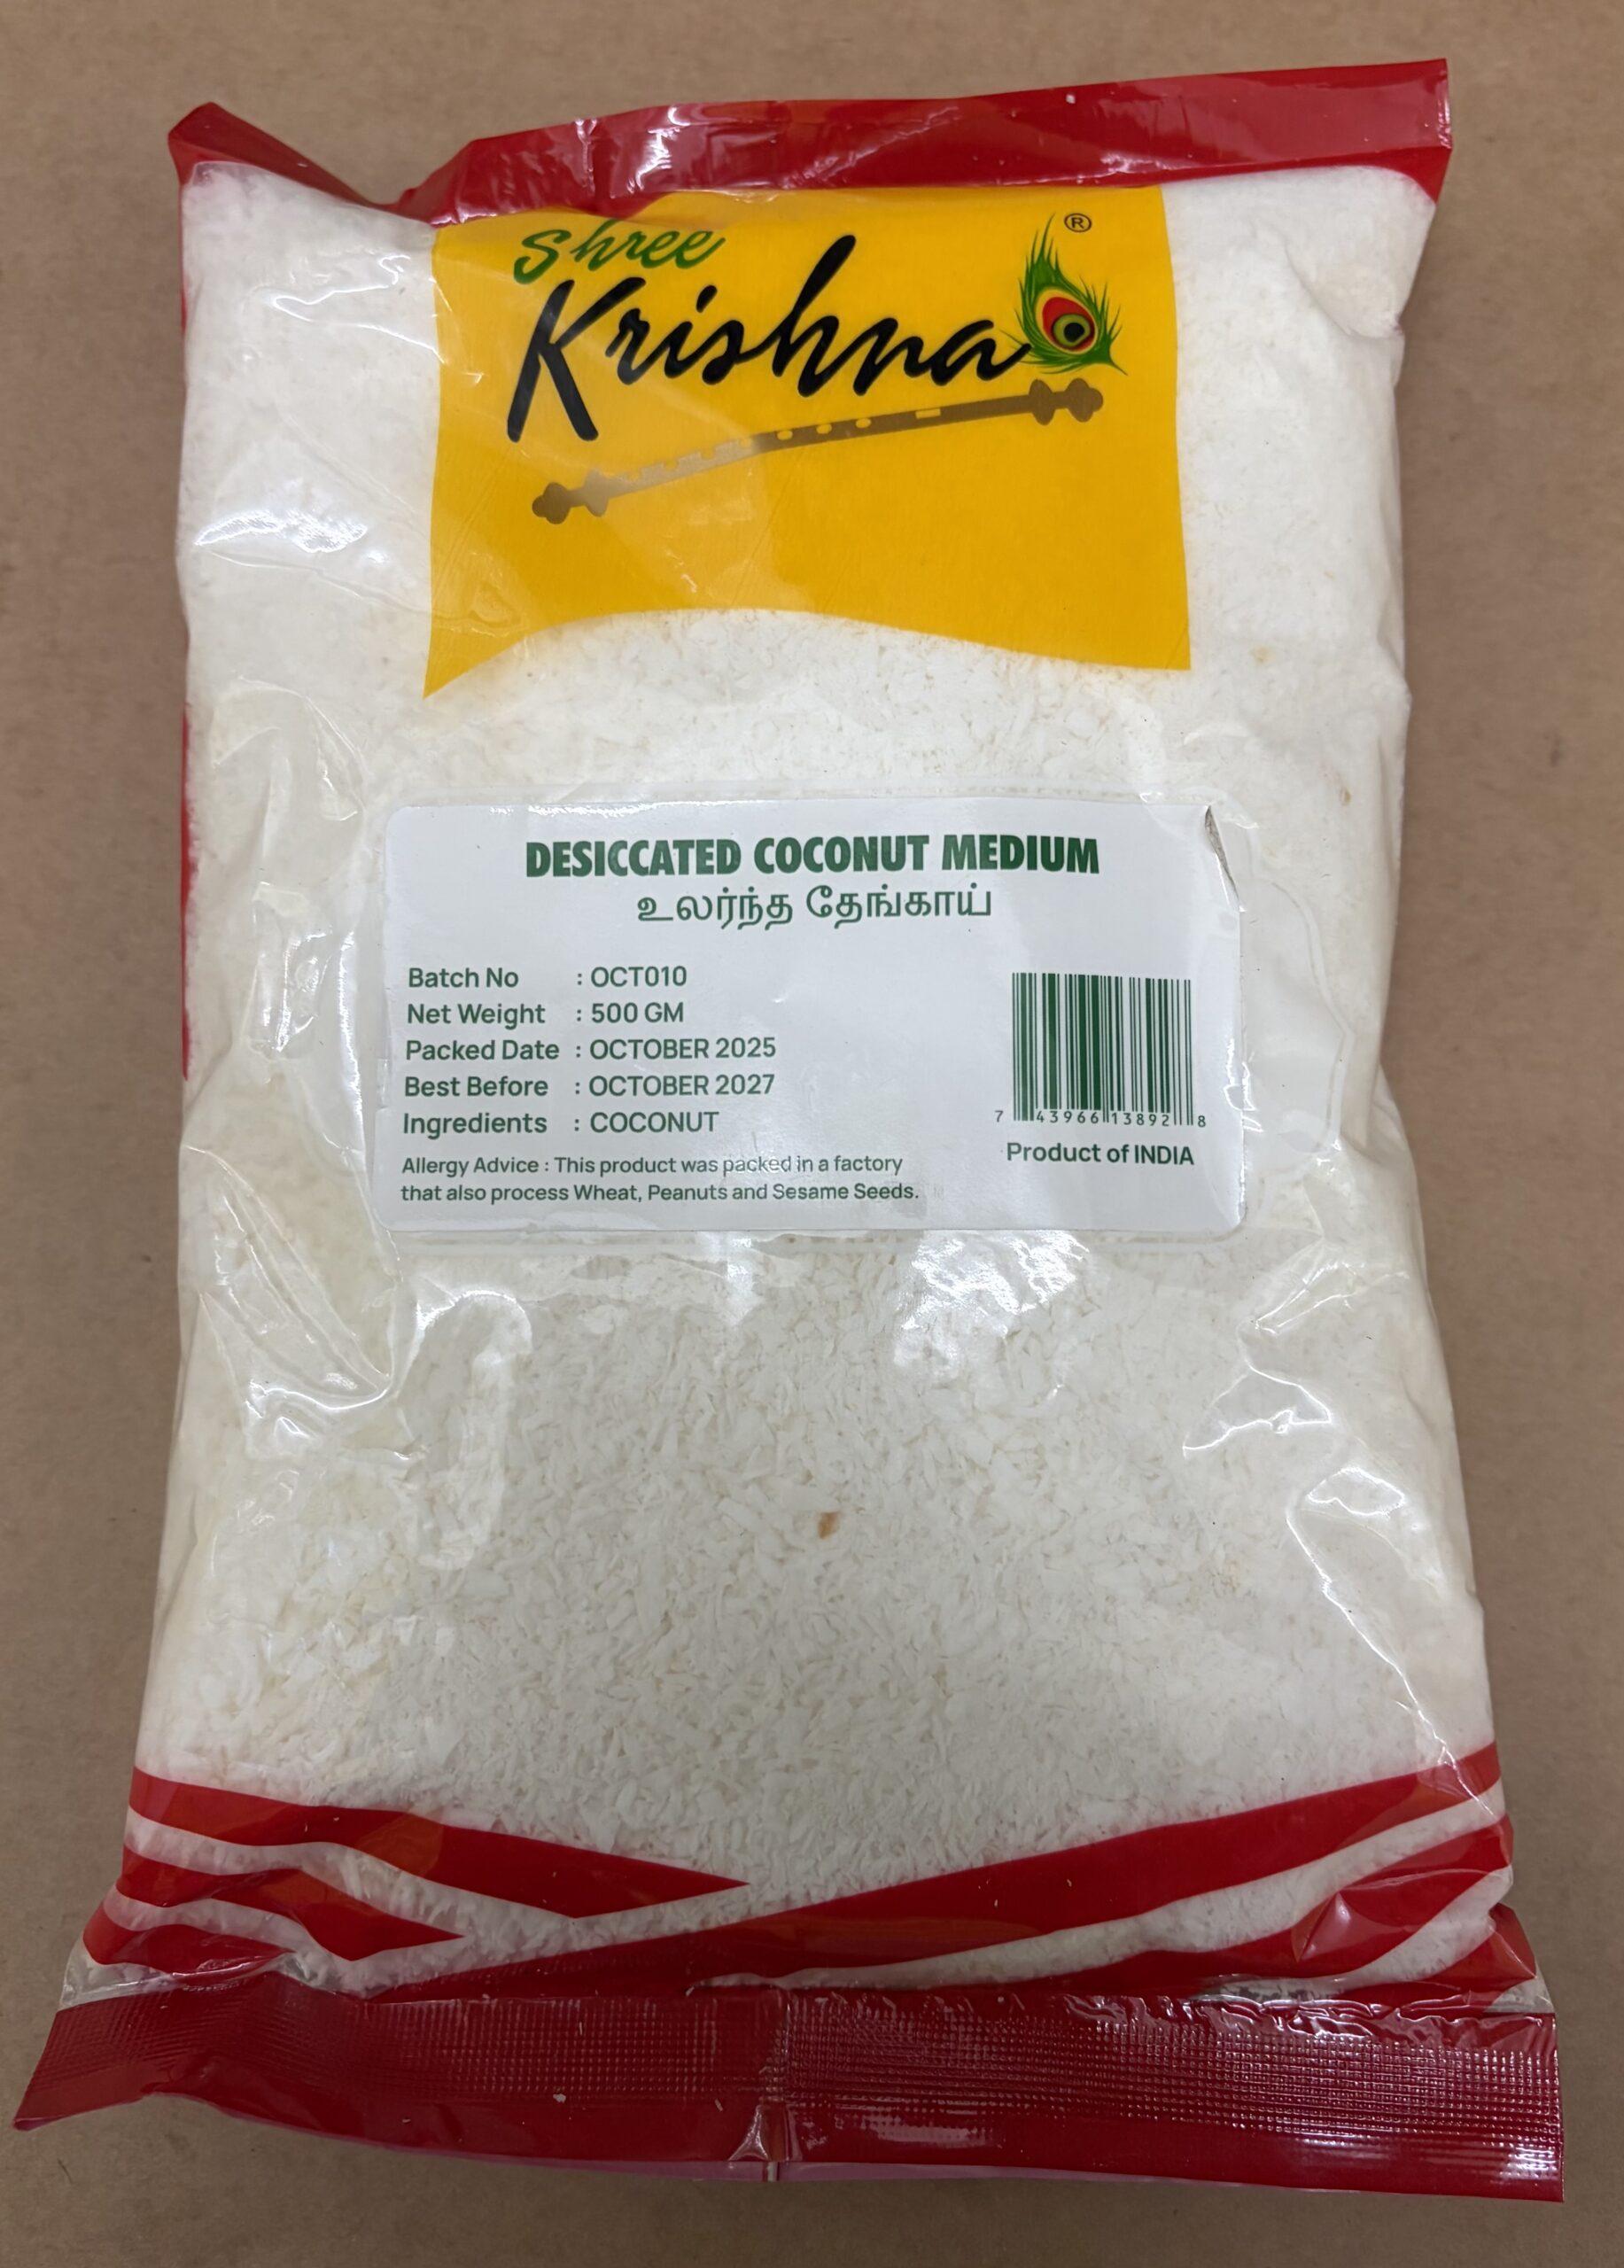 Shree
Krishna ®
DESICCATED COCONUT MEDIUM
உலர்ந்த தேங்காய்
Batch No : OCT010
Net Weight : 500 GM
Packed Date : OCTOBER 2025
Best Before : OCTOBER 2027
Ingredients : COCONUT
Allergy Advice : This product was packed in a factory
that also process Wheat, Peanuts and Sesame Seeds.
7 43966 13892 8
Product of INDIA